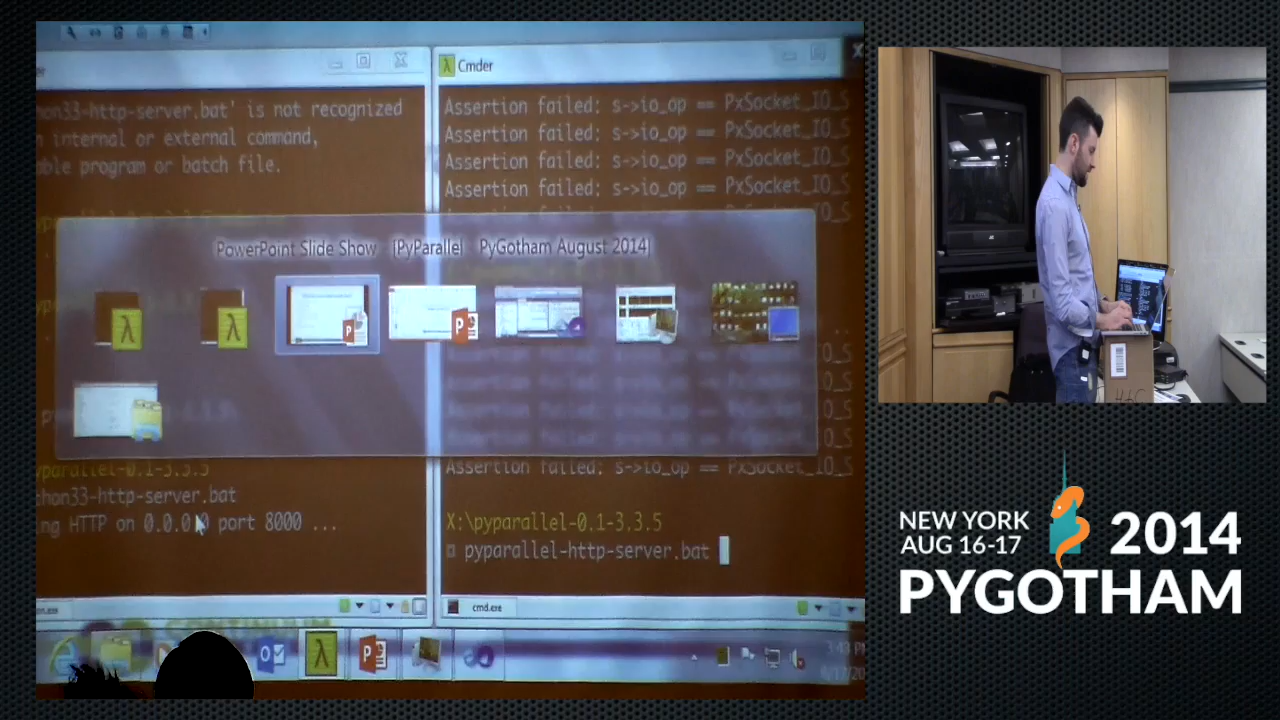 Cmder
hon33-http-server.bat' is not recognized
internal or external command,
ble program or batch file.
Assertion failed: s->io_op == PxSocket_IO_S
Assertion failed: s->io_op == PxSocket_IO_S
Assertion failed: s->io_op == PxSocket_IO_S
Assertion failed: s->io_op == PxSocket_IO_S
PowerPoint Slide Show [PyParallel PyGotham August 2014]
yparallel-0.1-3.3.5
hon33-http-server.bat
ng HTTP on 0.0.0.0 port 8000 ...
Assertion failed: s->io_op == PxSocket_IO_S
X:\pyparallel-0.1-3.3.5
pyparallel-http-server.bat
cmd.exe
NEW YORK
AUG 16-17
2014
PYGOTHAM